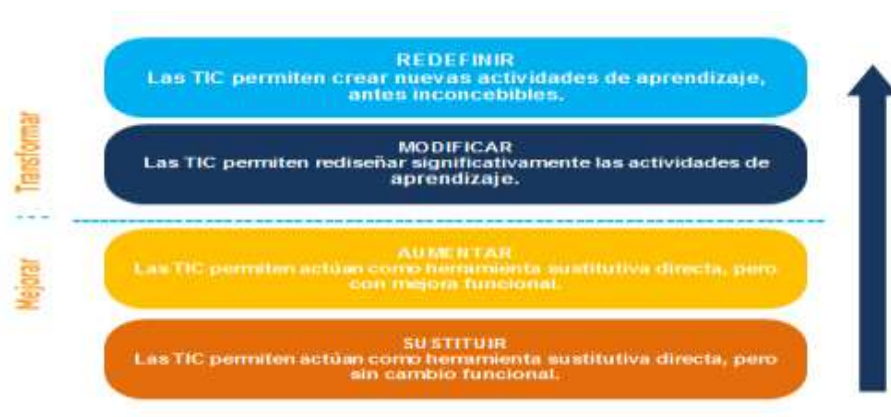 REDEFINIR
Las TIC permiten crear nuevas actividades de aprendizaje,
antes inconcebibles.
Transformar
MODIFICAR
Las TIC permiten rediseñar significativamente las actividades de
aprendizaje.
Mejorar
AUMENTAR
Las TIC permiten actúan como herramienta sustitutiva directa, pero
con mejora funcional.
SUSTITUIR
Las TIC permiten actúan como herramienta sustitutiva directa, pero
sin cambio funcional.